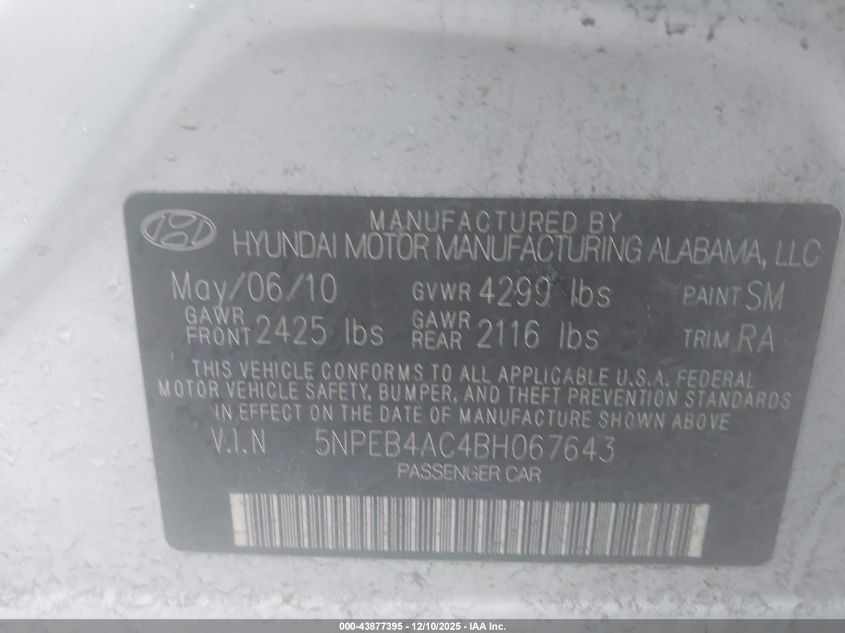 MANUFACTURED BY
HYUNDAI MOTOR MANUFACTURING ALABAMA, LLC
May/06/10 GVWR 4299 lbs PAINT SM
GAWR FRONT 2425 lbs GAWR REAR 2116 lbs TRIM RA
THIS VEHICLE CONFORMS TO ALL APPLICABLE U.S.A. FEDERAL
MOTOR VEHICLE SAFETY, BUMPER, AND THEFT PREVENTION STANDARDS
IN EFFECT ON THE DATE OF MANUFACTURE SHOWN ABOVE
V.I.N 5NPEB4AC4BH067643
PASSENGER CAR
000-43877395 - 12/10/2025 - IAA Inc.